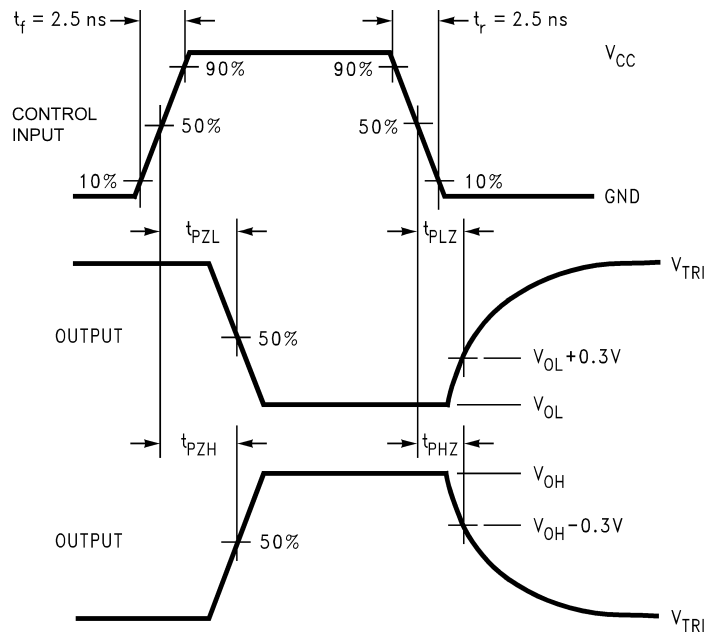 t_f = 2.5 ns
t_r = 2.5 ns
V_CC
90%
90%
CONTROL
INPUT
50%
50%
10%
10%
GND
t_PZL
t_PLZ
V_TRI
OUTPUT
50%
V_OL+0.3V
V_OL
t_PZH
t_PHZ
V_OH
V_OH−0.3V
OUTPUT
50%
V_TRI